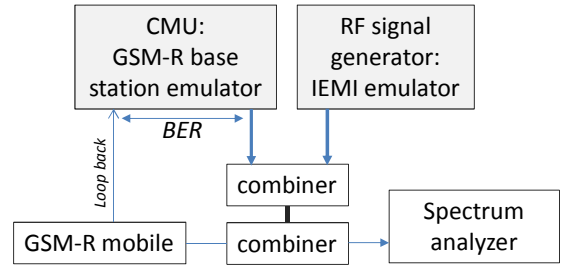 CMU:
GSM-R base
station emulator
RF signal
generator:
IEMI emulator
BER
Loop back
combiner
GSM-R mobile
combiner
Spectrum
analyzer